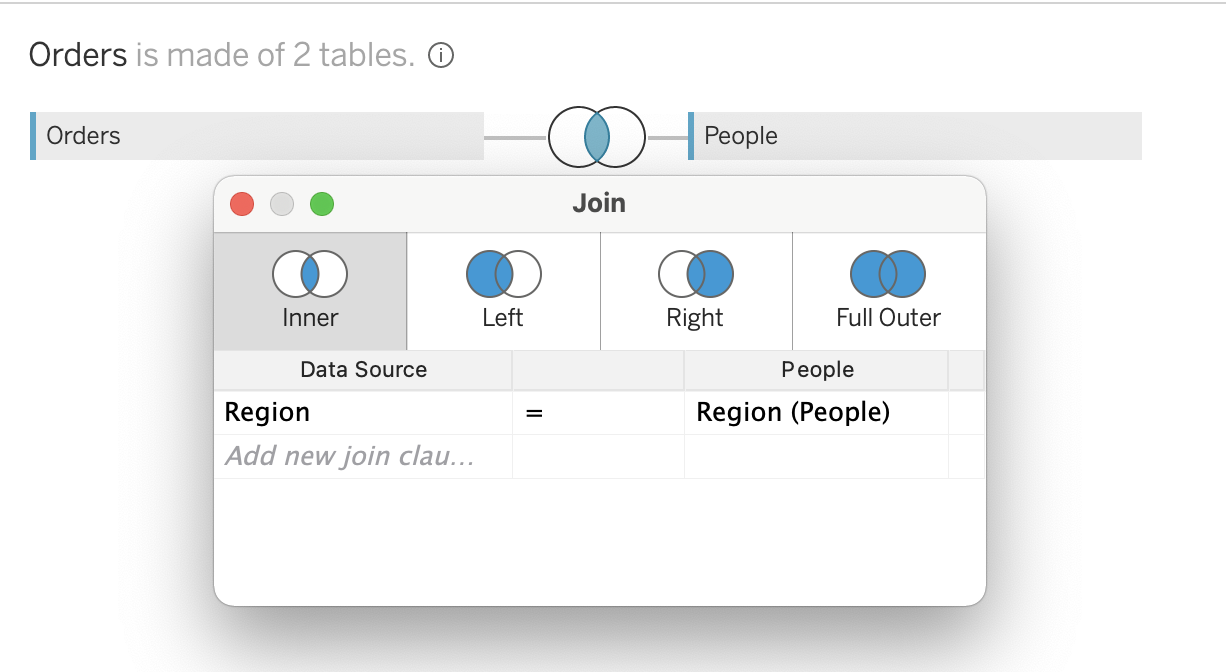 Orders is made of 2 tables. i
Orders People
Join
Inner Left Right Full Outer
Data Source People
Region = Region (People)
Add new join clau...